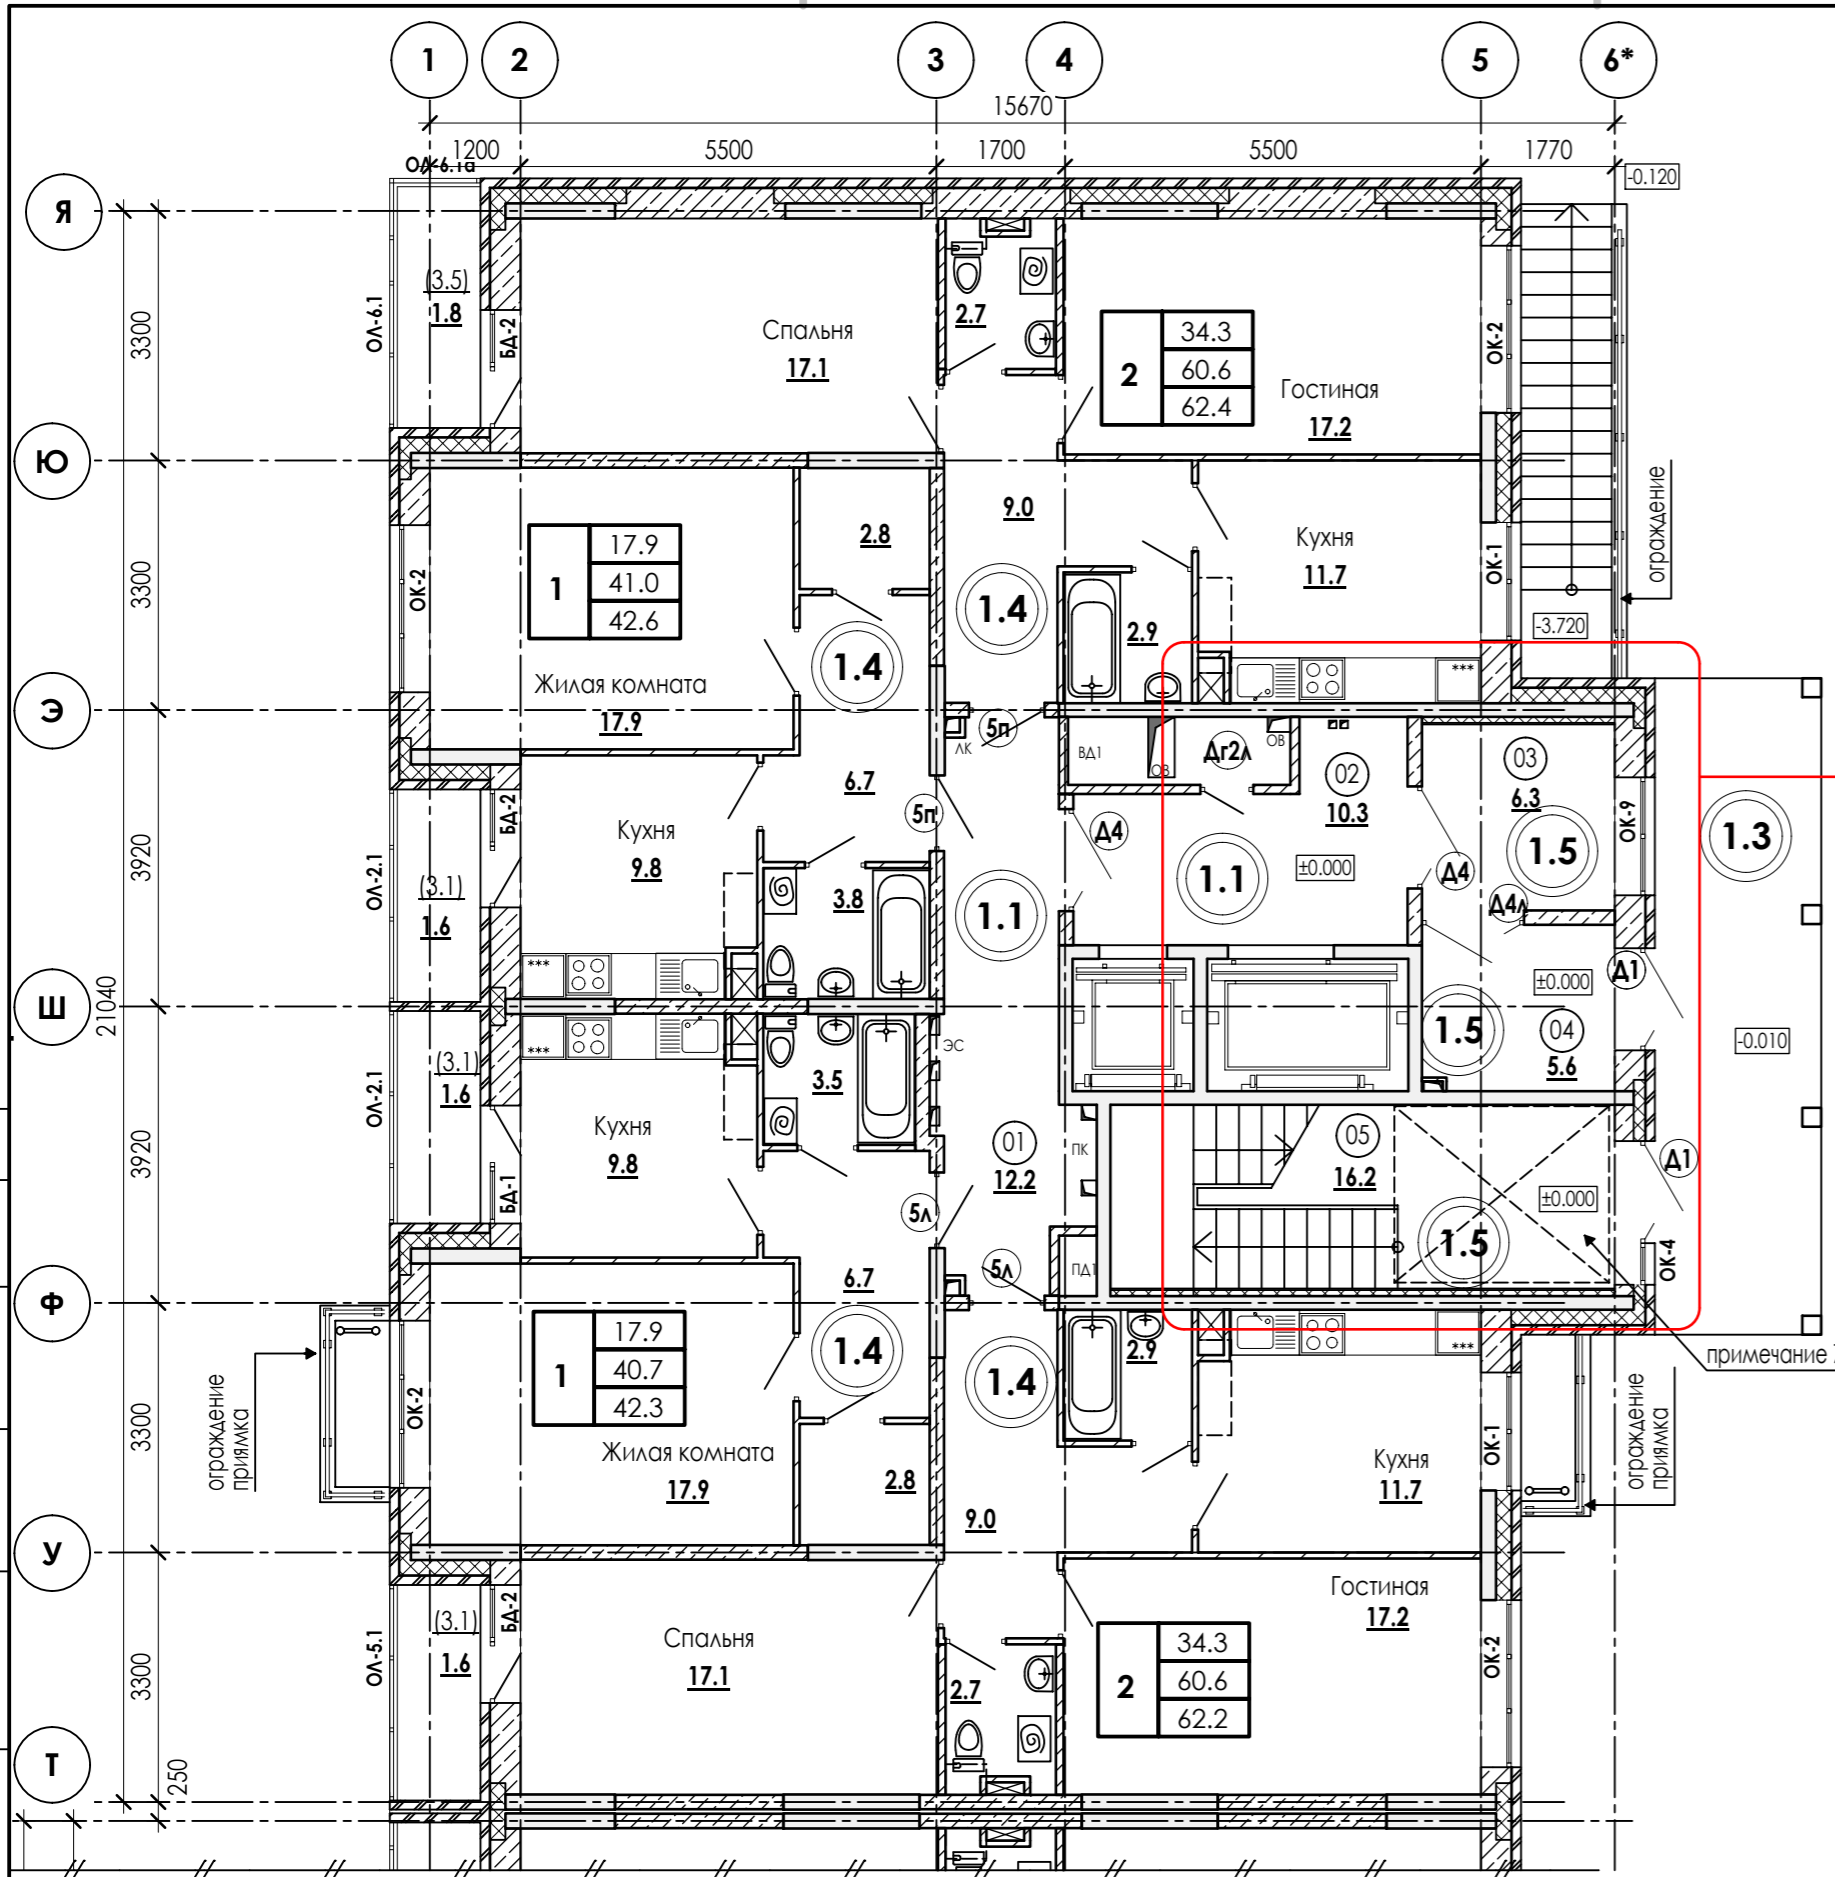 1 2 3 4 5 6*
15670
1200 5500 1700 5500 1770
-0.120
ОЛ-6.1а
Я
Ю
Э
Ш
Ф
У
Т
3300
3300
3920
3920
3300
3300
21040
250
ОЛ-6.1
(3.5)
1.8
БД-2
Спальня
17.1
2.7
2
34.3
60.6
62.4
Гостиная
17.2
ОК-2
ограждение
-3.720
ОК-2
1
17.9
41.0
42.6
2.8
9.0
Кухня
11.7
ОК-1
1.4
1.4
2.9
***
Жилая комната
17.9
5п
ЛК
ВД1
ОВ
Дг2л
ОВ
02
10.3
03
6.3
ОК-9
1.3
БД-2
Кухня
9.8
6.7
5п
Д4
1.5
1.1
±0.000
Д4
Д4л
ОЛ-2.1
(3.1)
1.6
3.8
1.1
***
±0.000
Д1
1.5
04
5.6
-0.010
ОЛ-2.1
(3.1)
1.6
***
3.5
ЭС
Кухня
9.8
БД-1
01
12.2
ПК
05
16.2
±0.000
Д1
5л
1.5
ОК-4
5л
ПД1
6.7
1
17.9
40.7
42.3
1.4
1.4
2.9
***
примечание
ограждение
приямка
ОК-2
Жилая комната
17.9
2.8
9.0
Кухня
11.7
ОК-1
ограждение
приямка
ОЛ-5.1
(3.1)
1.6
БД-2
Спальня
17.1
2.7
2
34.3
60.6
62.2
Гостиная
17.2
ОК-2